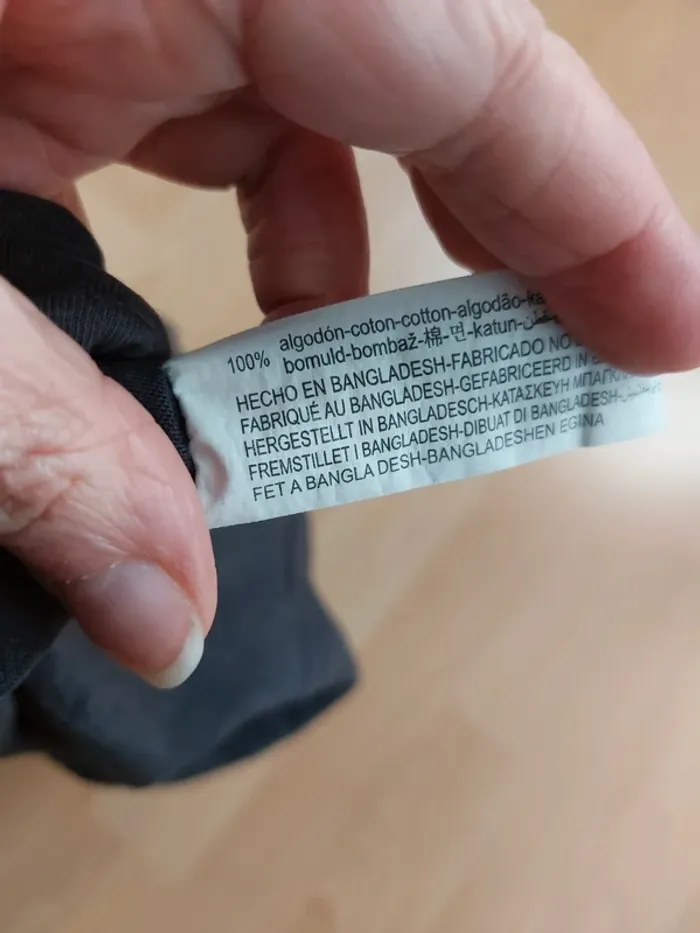 100% algodón-coton-cotton-algodão-
bomuld-bombaž-棉-면-katun-قطن
HECHO EN BANGLADESH-FABRICADO NO
FABRIQUÉ AU BANGLADESH-GEFABRICEERD IN
HERGESTELLT IN BANGLADESCH-ΚΑΤΑΣΚΕΥΗ
FREMSTILLET I BANGLADESH-DIBUAT DI BANGLADESH-
FET A BANGLA DESH-BANGLADESHEN EGINA